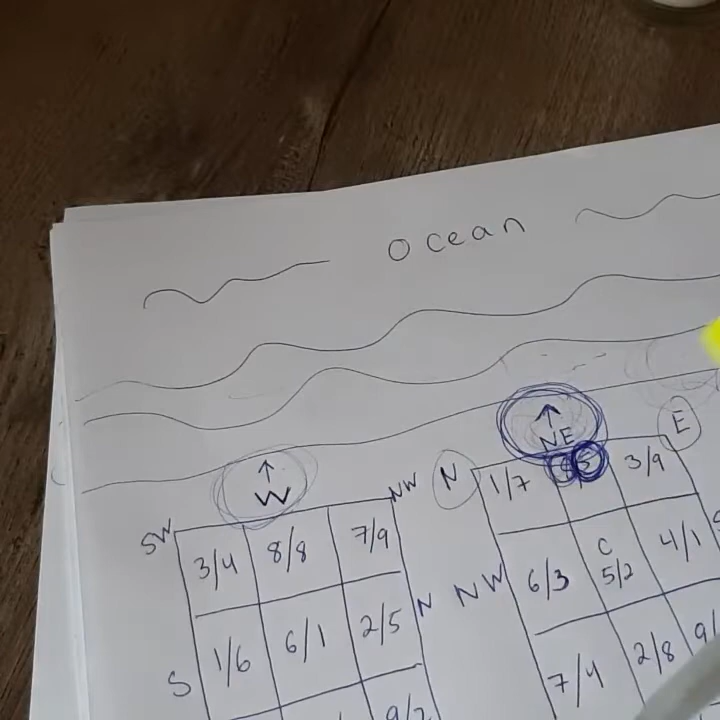 Ocean
↑
NE
E
N
1/7
3/9
↑
W
NW
SW
3/4 8/8 7/9
6/3
C
5/2
4/1
NW
N
S
1/6 6/1 2/5
7/4 2/8